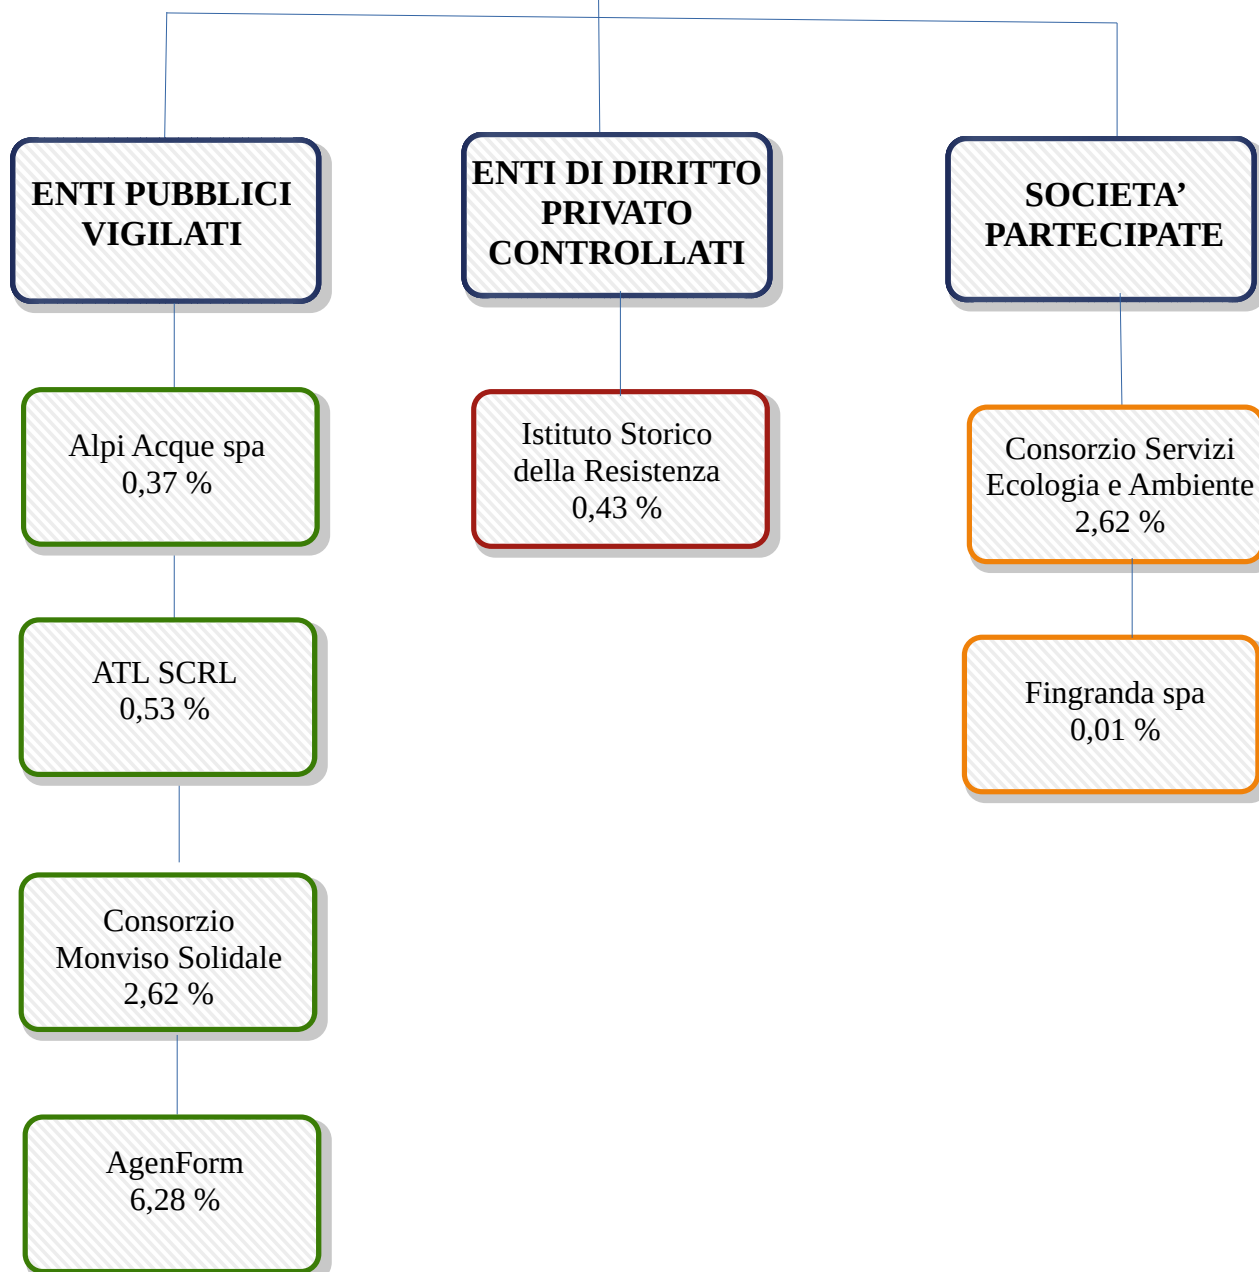 ENTI PUBBLICI
VIGILATI
Alpi Acque spa
0,37 %
ATL SCRL
0,53 %
Consorzio
Monviso Solidale
2,62 %
AgenForm
6,28 %
ENTI DI DIRITTO
PRIVATO
CONTROLLATI
Istituto Storico
della Resistenza
0,43 %
SOCIETA’
PARTECIPATE
Consorzio Servizi
Ecologia e Ambiente
2,62 %
Fingranda spa
0,01 %